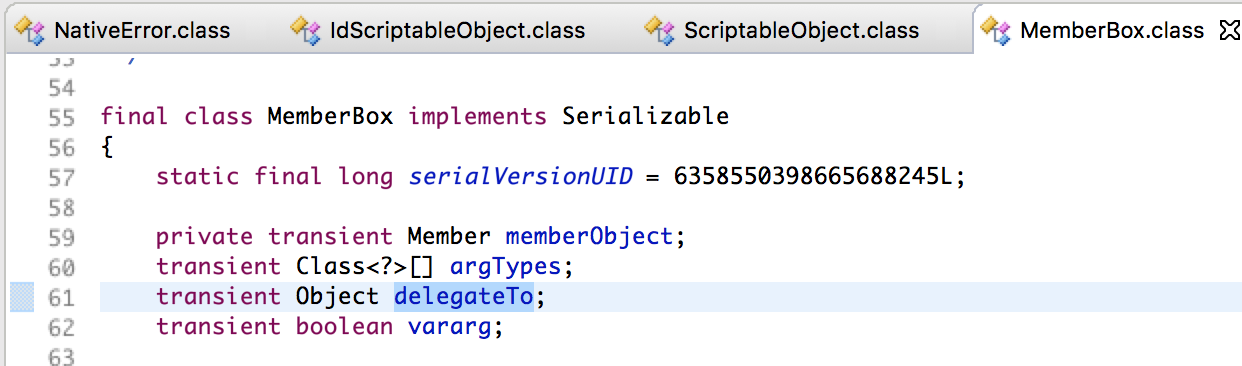 NativeError.class IdScriptableObject.class ScriptableObject.class MemberBox.class
54
55 final class MemberBox implements Serializable
56 {
57 static final long serialVersionUID = 6358550398665688245L;
58
59 private transient Member memberObject;
60 transient Class<?>[] argTypes;
61 transient Object delegateTo;
62 transient boolean vararg;
63